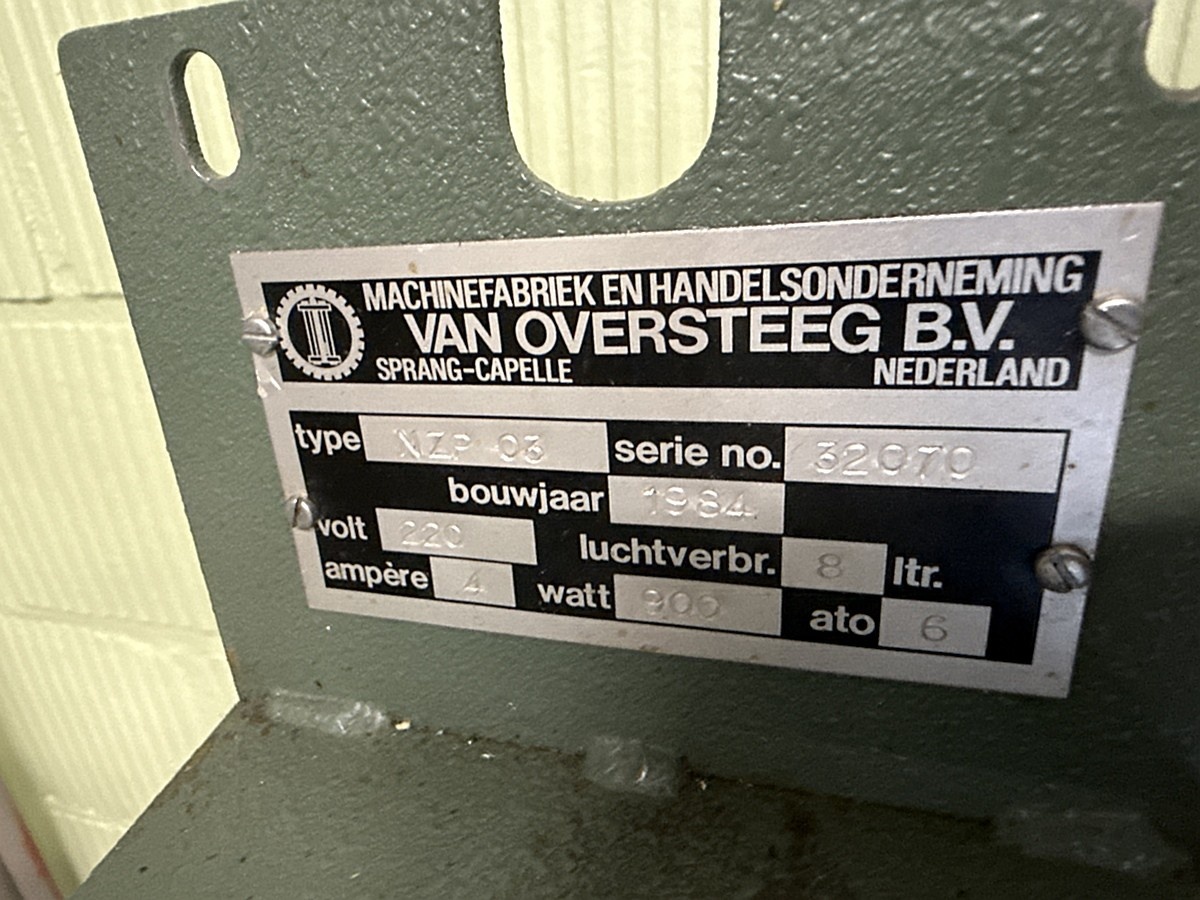 MACHINEFABRIEK EN HANDELSONDERNEMING
VAN OVERSTEEG B.V.
SPRANG-CAPELLE NEDERLAND
type NZP 03 serie no. 32070
bouwjaar 1984
volt 220 luchtverbr. 8 ltr.
ampère 4 watt 900 ato 6